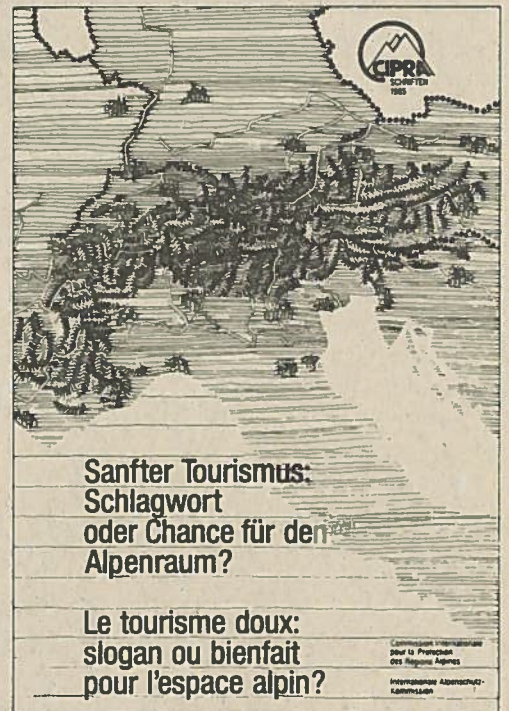 CIPRA
SCHRIFTEN
1985
Sanfter Tourismus:
Schlagwort
oder Chance für den
Alpenraum?
Le tourisme doux:
slogan ou bienfait
pour l'espace alpin?
Commission Internationale
pour la Protection
des Régions Alpines
Internationale Alpenschutz-
Kommission